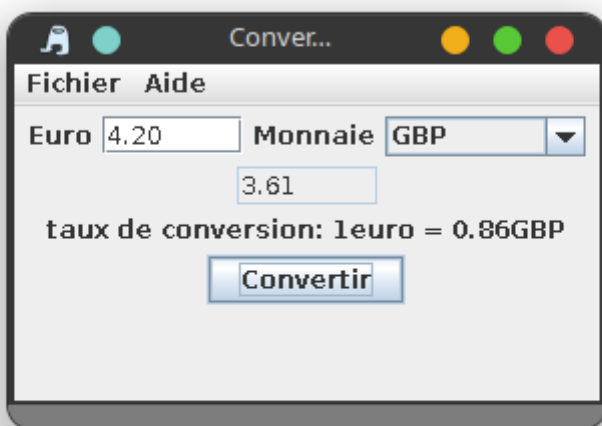 Conver...
Fichier Aide
Euro 4.20 Monnaie GBP
3.61
taux de conversion: 1euro = 0.86GBP
Convertir